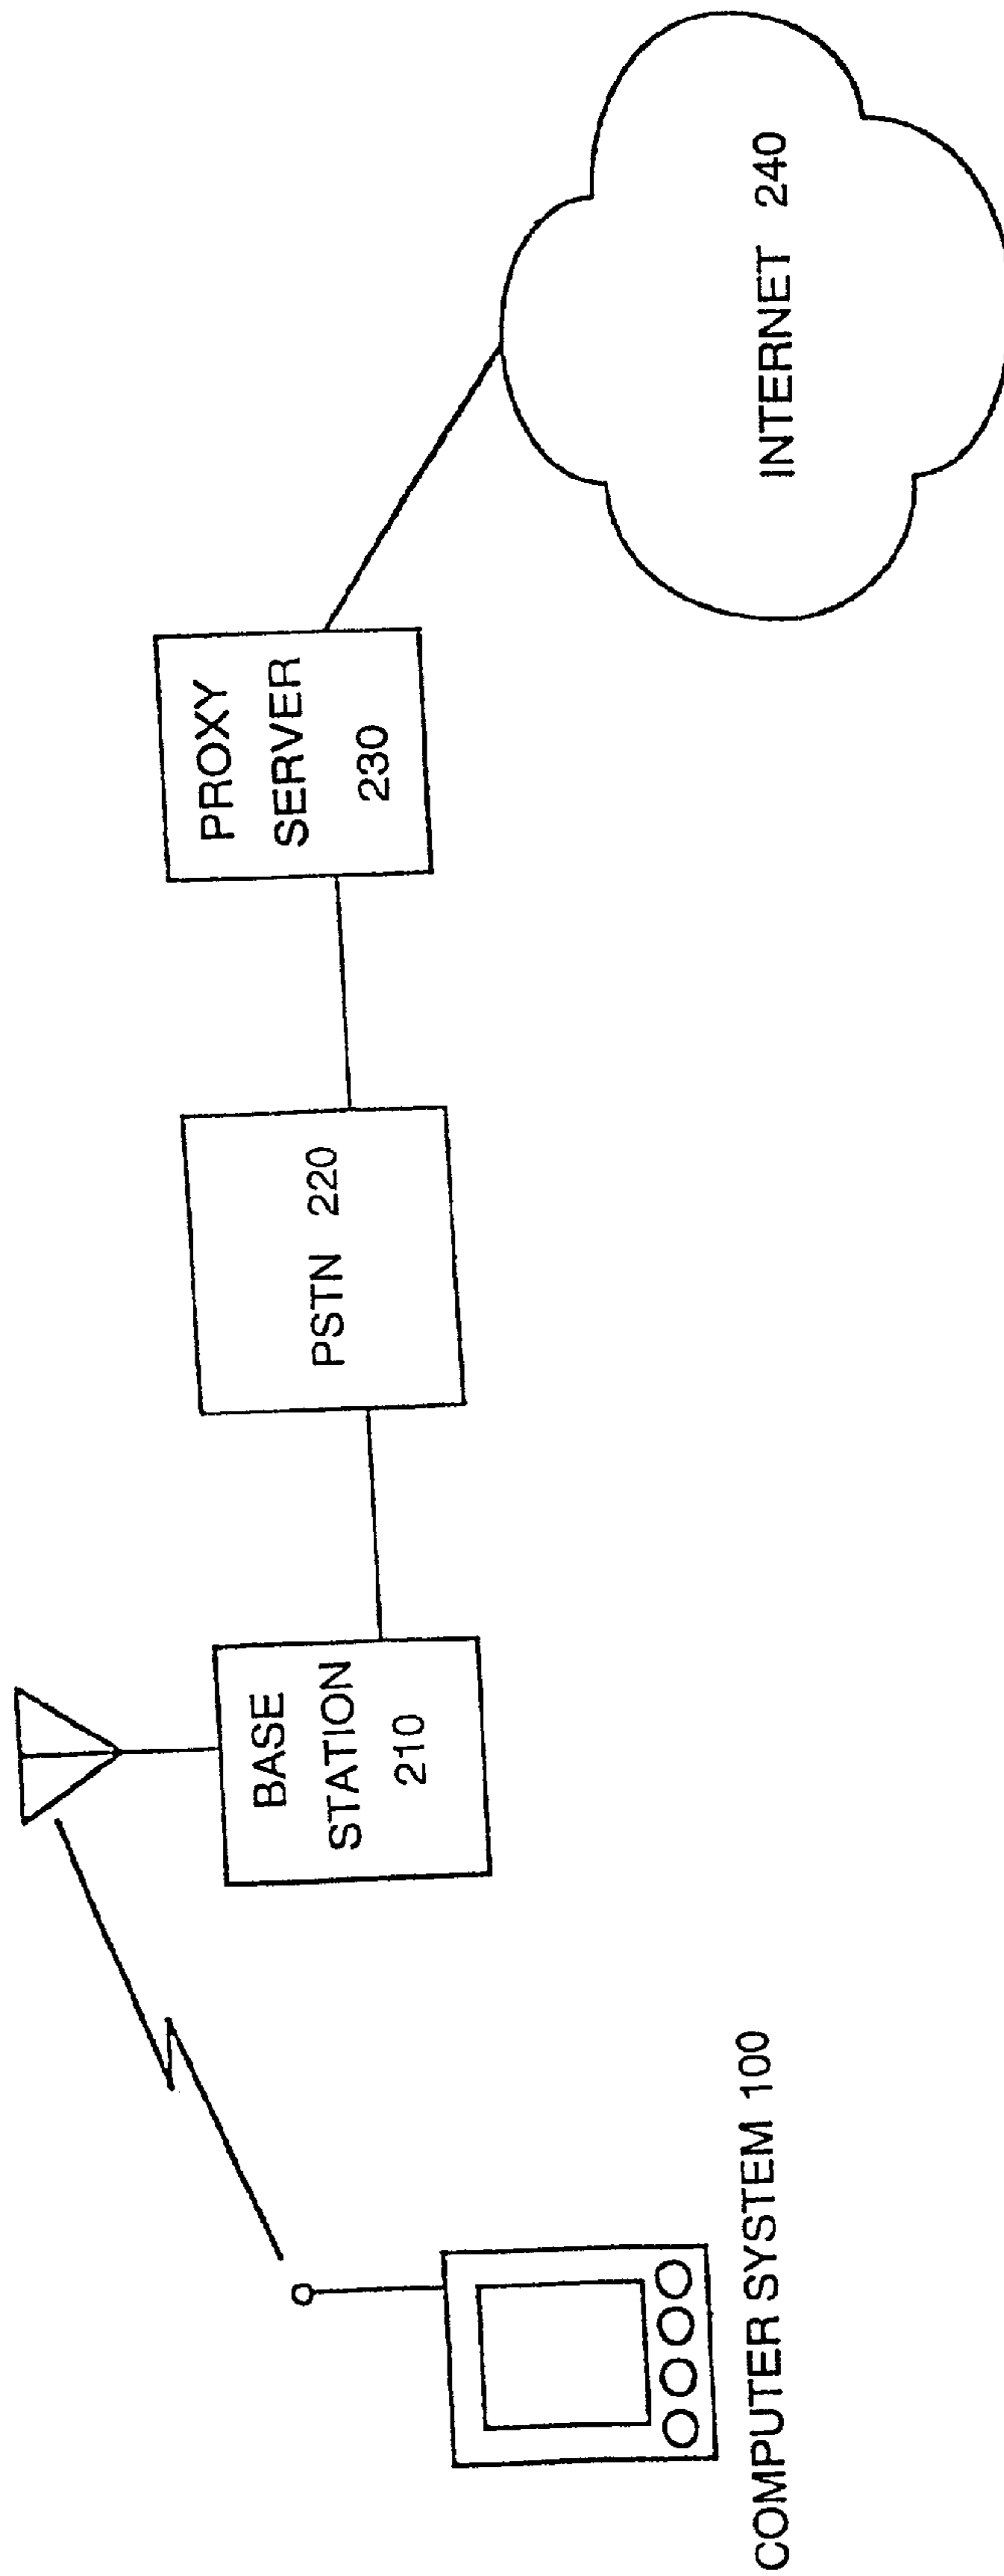 COMPUTER SYSTEM 100
BASE
STATION
210
PSTN 220
PROXY
SERVER
230
INTERNET 240